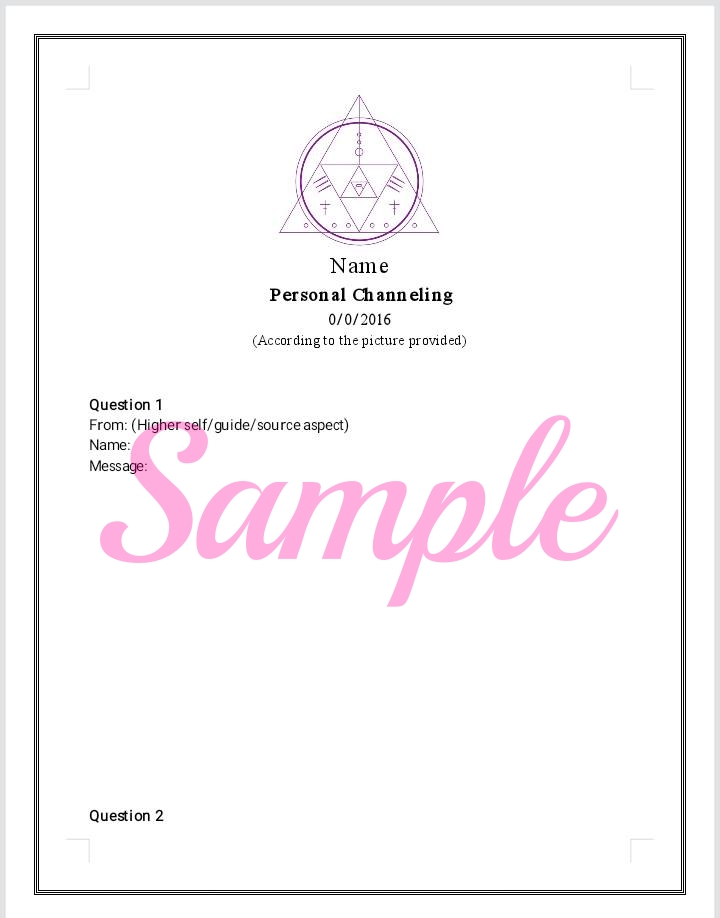 Name
Personal Channeling
0/0/2016
(According to the picture provided)
Question 1
From: (Higher self/guide/source aspect)
Name:
Message:
Sample
Question 2